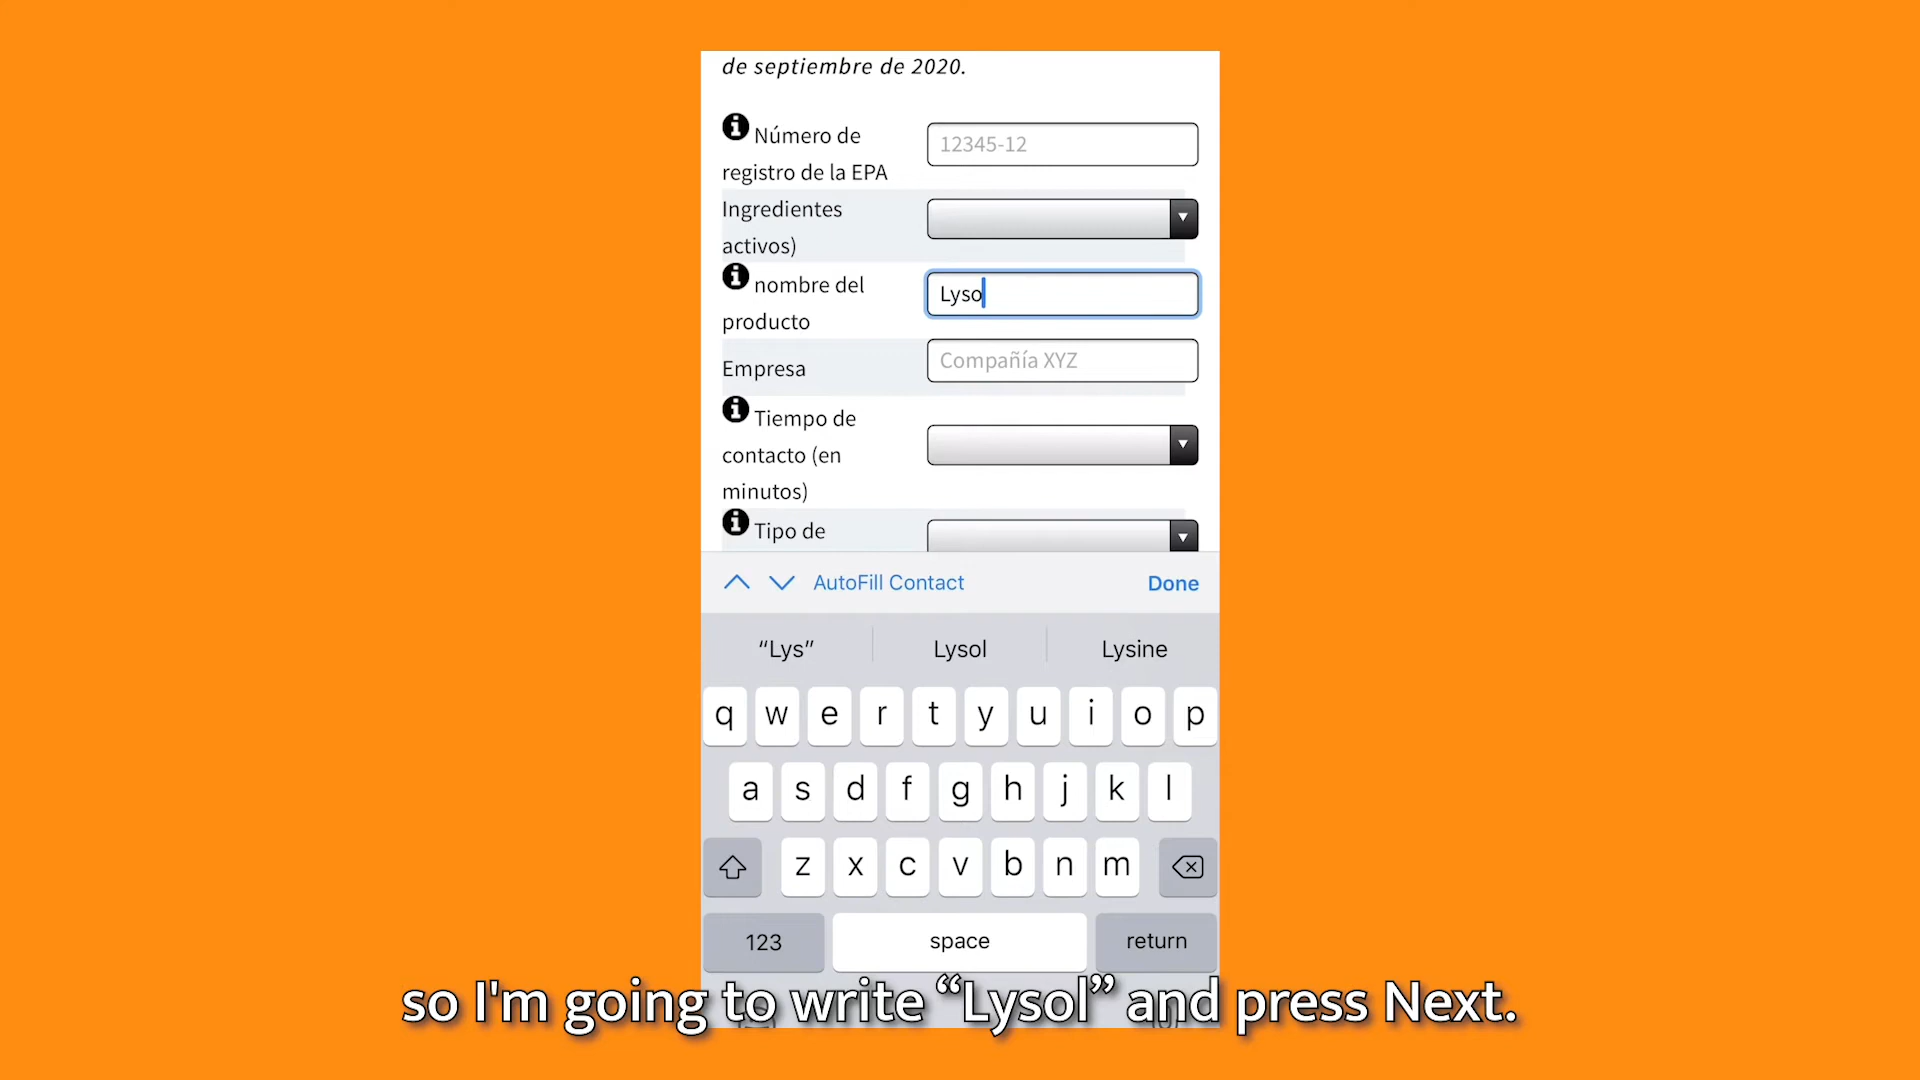 de septiembre de 2020.
Número de
registro de la EPA
12345-12
Ingredientes
activos)
nombre del
producto
Lyso
Empresa
Compañía XYZ
Tiempo de
contacto (en
minutos)
Tipo de
AutoFill Contact
Done
“Lys”
Lysol
Lysine
q w e r t y u i o p
a s d f g h j k l
z x c v b n m
123
space
return
so I'm going to write “Lysol” and press Next.